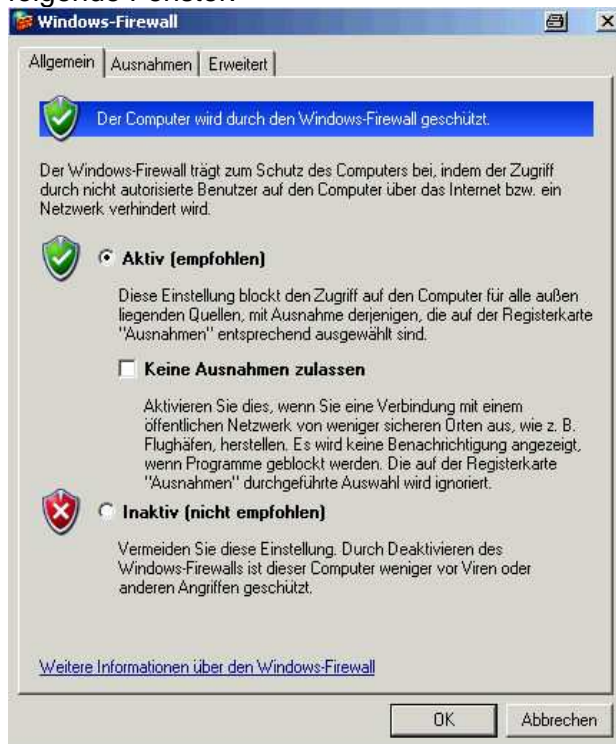 Windows-Firewall
Allgemein Ausnahmen Erweitert
Der Computer wird durch den Windows-Firewall geschützt.
Der Windows-Firewall trägt zum Schutz des Computers bei, indem der Zugriff
durch nicht autorisierte Benutzer auf den Computer über das Internet bzw. ein
Netzwerk verhindert wird.
Aktiv (empfohlen)
Diese Einstellung blockt den Zugriff auf den Computer für alle außen
liegenden Quellen, mit Ausnahme derjenigen, die auf der Registerkarte
"Ausnahmen" entsprechend ausgewählt sind.
Keine Ausnahmen zulassen
Aktivieren Sie dies, wenn Sie eine Verbindung mit einem
öffentlichen Netzwerk von weniger sicheren Orten aus, wie z. B.
Flughäfen, herstellen. Es wird keine Benachrichtigung angezeigt,
wenn Programme geblockt werden. Die auf der Registerkarte
"Ausnahmen" durchgeführte Auswahl wird ignoriert.
Inaktiv (nicht empfohlen)
Vermeiden Sie diese Einstellung. Durch Deaktivieren des
Windows-Firewalls ist dieser Computer weniger vor Viren oder
anderen Angriffen geschützt.
Weitere Informationen über den Windows-Firewall
OK Abbrechen